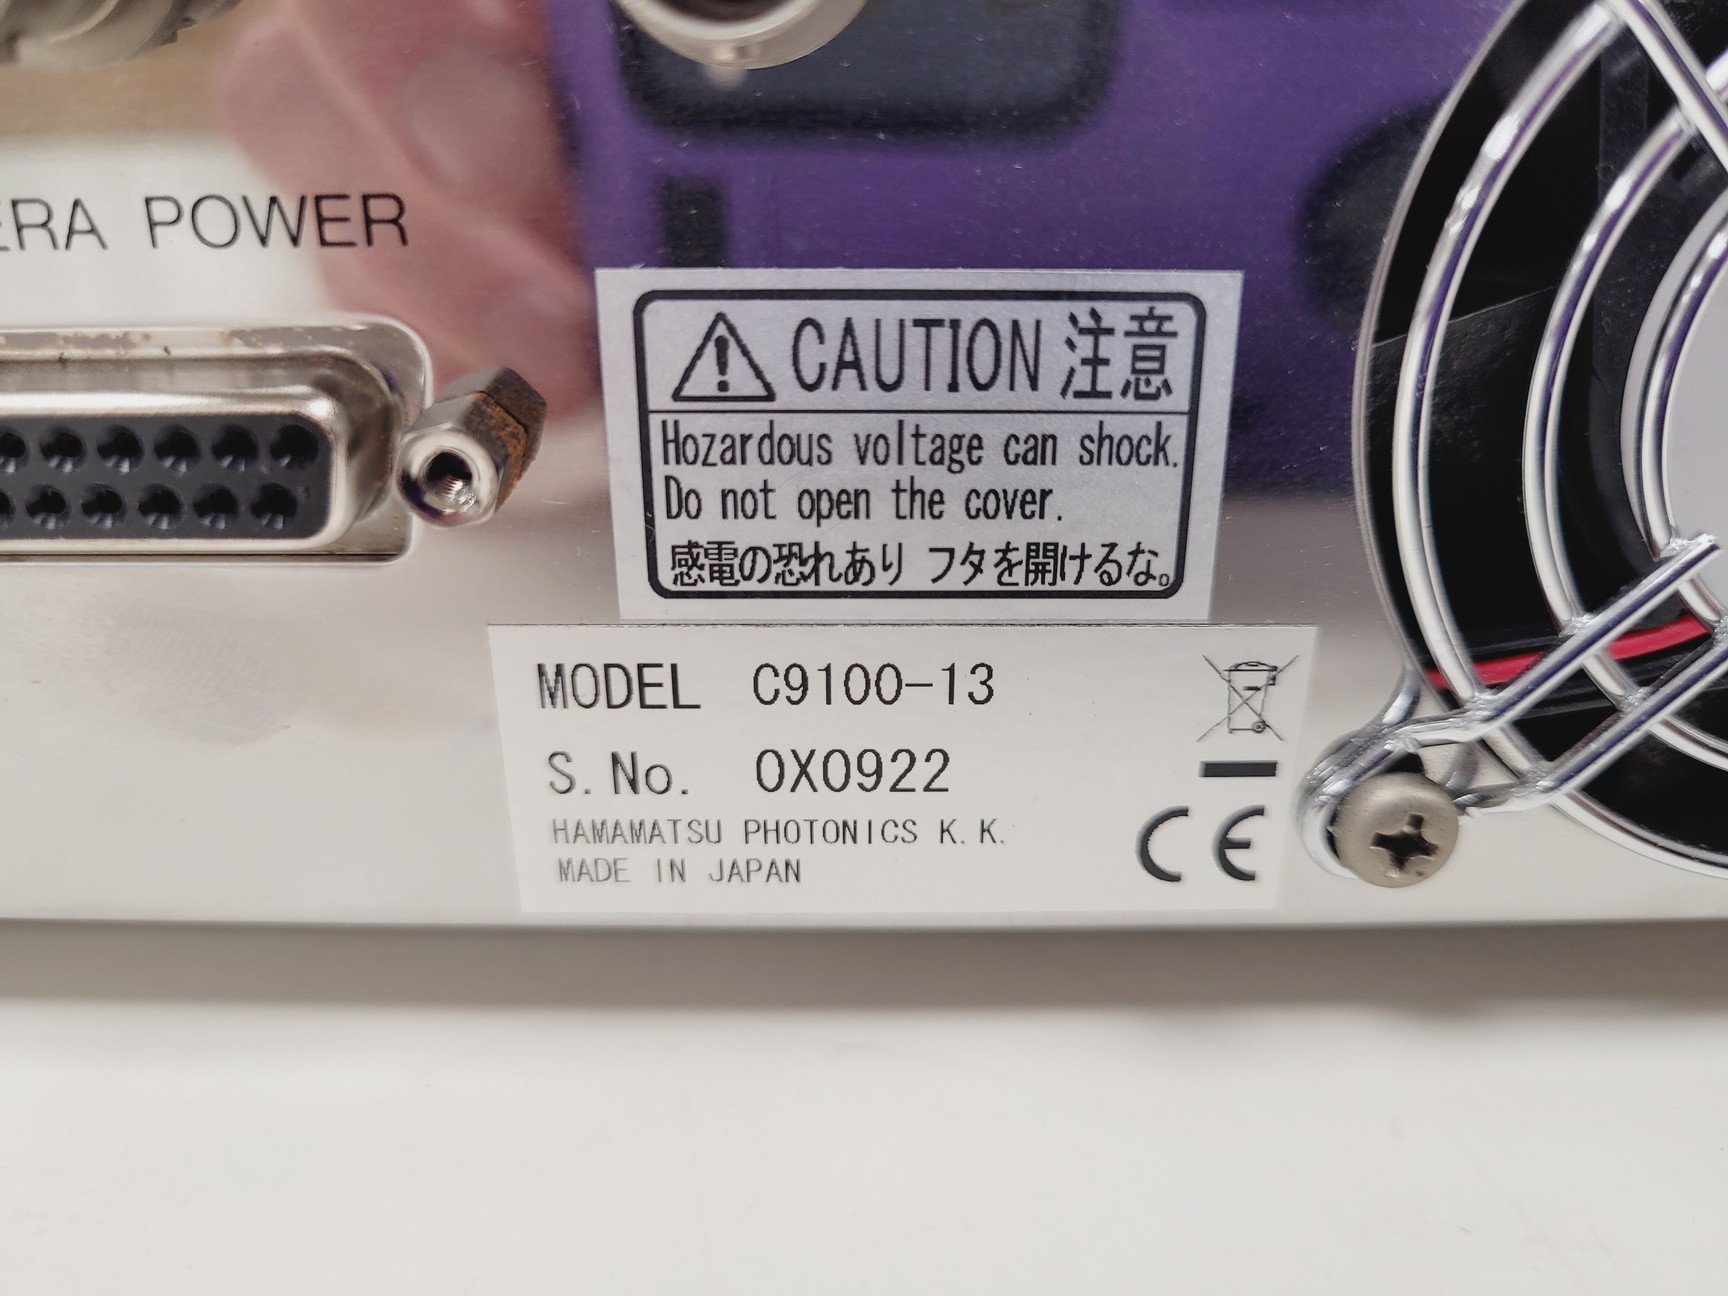 ERA POWER
CAUTION 注意
Hozardous voltage can shock.
Do not open the cover.
感電の恐れあり フタを開けるな。
MODEL C9100-13
S.No. 0X0922
HAMAMATSU PHOTONICS K.K.
MADE IN JAPAN
CE